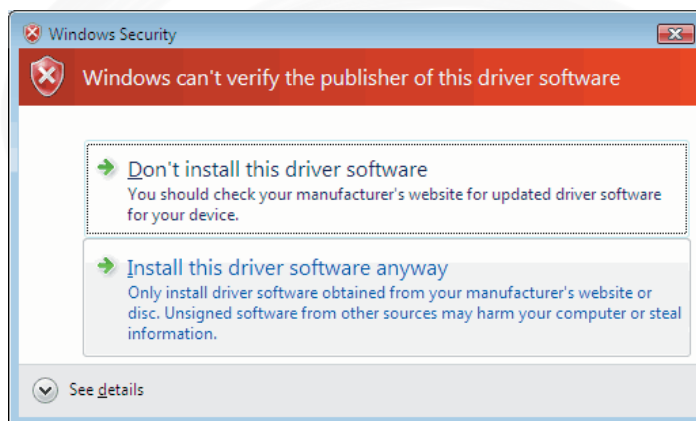 Windows Security
Windows can't verify the publisher of this driver software
Don't install this driver software
You should check your manufacturer's website for updated driver software
for your device.
Install this driver software anyway
Only install driver software obtained from your manufacturer's website or
disc. Unsigned software from other sources may harm your computer or steal
information.
See details